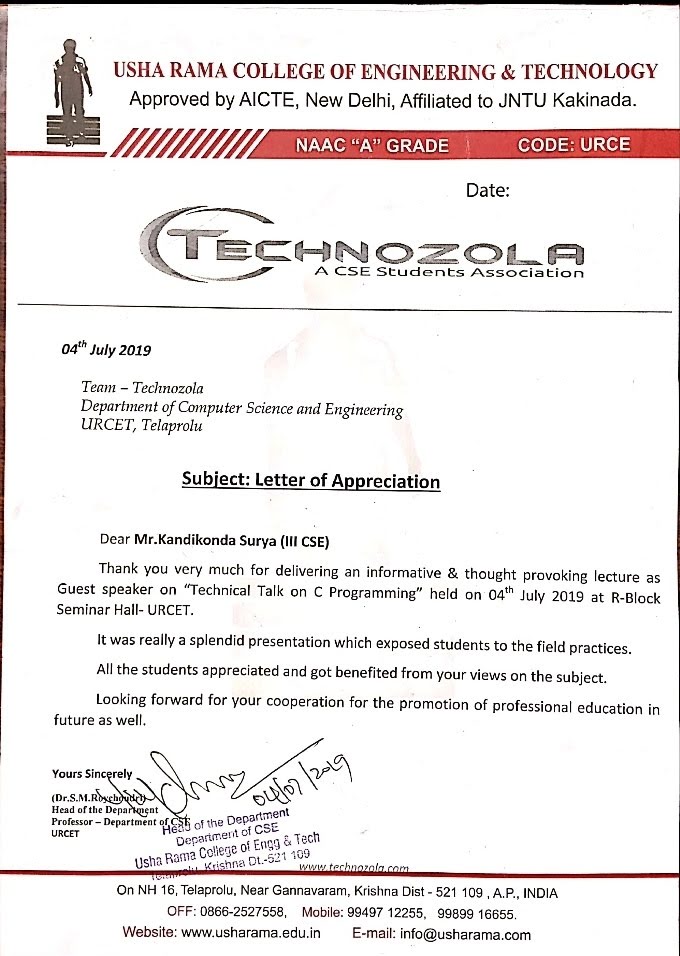 USHA RAMA COLLEGE OF ENGINEERING & TECHNOLOGY
Approved by AICTE, New Delhi, Affiliated to JNTU Kakinada.
NAAC “A” GRADE CODE: URCE
Date:
TECHNOZOLA
A CSE Students Association
04th July 2019
Team – Technozola
Department of Computer Science and Engineering
URCET, Telaprolu
Subject: Letter of Appreciation
Dear Mr.Kandikonda Surya (III CSE)
Thank you very much for delivering an informative & thought provoking lecture as
Guest speaker on “Technical Talk on C Programming” held on 04th July 2019 at R-Block
Seminar Hall- URCET.
It was really a splendid presentation which exposed students to the field practices.
All the students appreciated and got benefited from your views on the subject.
Looking forward for your cooperation for the promotion of professional education in
future as well.
Yours Sincerely
04/07/2019
(Dr.S.M.Roychoudri)
Head of the Department
Professor – Department of CSE
URCET
Head of the Department
Department of CSE
Usha Rama College of Engg & Tech
Krishna Dt.-521 109
www.technozola.com
On NH 16, Telaprolu, Near Gannavaram, Krishna Dist - 521 109 , A.P., INDIA
OFF: 0866-2527558, Mobile: 99497 12255, 99899 16655.
Website: www.usharama.edu.in E-mail: info@usharama.com